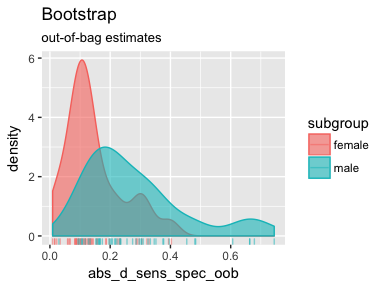 Bootstrap
out-of-bag estimates
6
4
2
0
density
0.0 0.2 0.4 0.6
abs_d_sens_spec_oob
subgroup
female
male